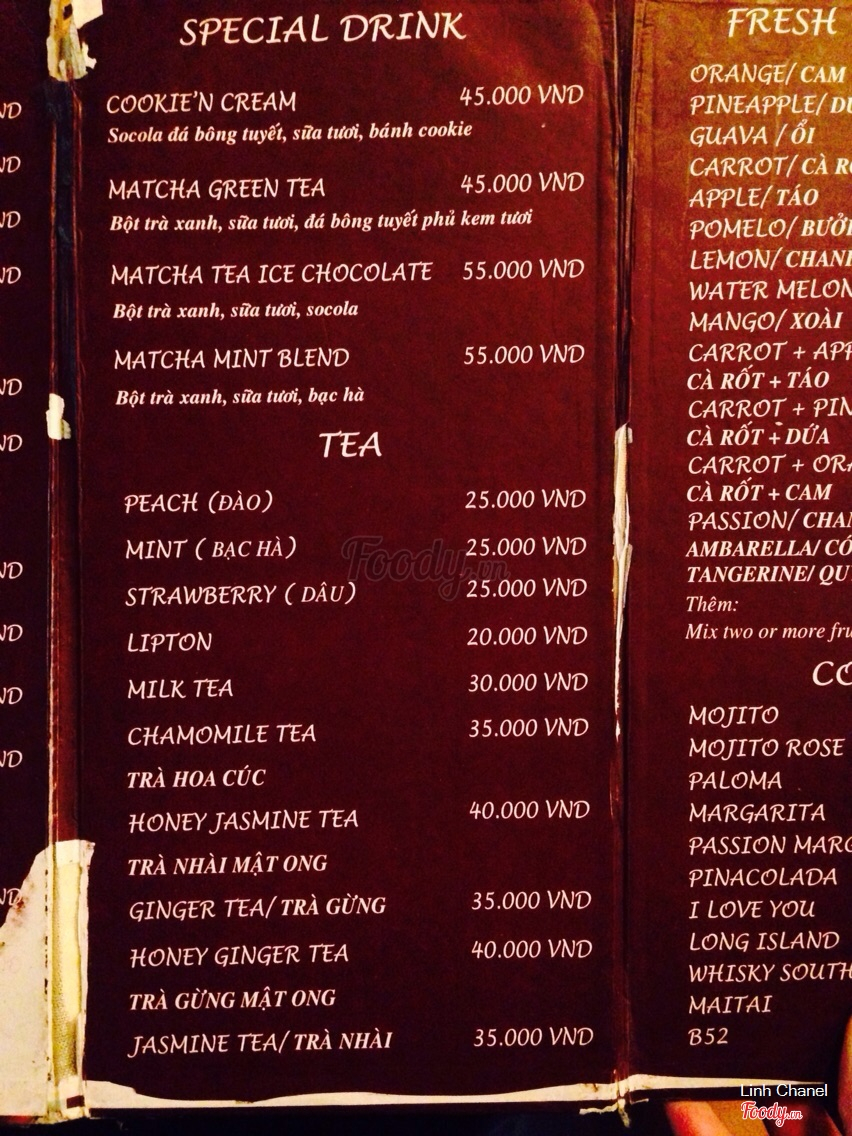 SPECIAL DRINK
COOKIE'N CREAM 45.000 VND
Socola đá bông tuyết, sữa tươi, bánh cookie
MATCHA GREEN TEA 45.000 VND
Bột trà xanh, sữa tươi, đá bông tuyết phủ kem tươi
MATCHA TEA ICE CHOCOLATE 55.000 VND
Bột trà xanh, sữa tươi, socola
MATCHA MINT BLEND 55.000 VND
Bột trà xanh, sữa tươi, bạc hà
TEA
PEACH (ĐÀO) 25.000 VND
MINT ( BẠC HÀ) 25.000 VND
STRAWBERRY ( DÂU) 25.000 VND
LIPTON 20.000 VND
MILK TEA 30.000 VND
CHAMOMILE TEA 35.000 VND
TRÀ HOA CÚC
HONEY JASMINE TEA 40.000 VND
TRÀ NHÀI MẬT ONG
GINGER TEA/ TRÀ GỪNG 35.000 VND
HONEY GINGER TEA 40.000 VND
TRÀ GỪNG MẬT ONG
JASMINE TEA/ TRÀ NHÀI 35.000 VND
FRESH
ORANGE/ CAM
PINEAPPLE/
GUAVA / ỔI
CARROT/ CÀ
APPLE/ TÁO
POMELO/ BƯỞI
LEMON/
WATER MELON
MANGO/ XOÀI
CARROT +
CÀ RỐT + TÁO
CARROT +
CÀ RỐT + DỨA
CARROT +
CÀ RỐT + CAM
PASSION/
AMBARELLA/
TANGERINE/
Thêm:
Mix two or more
MOJITO
MOJITO ROSE
PALOMA
MARGARITA
PASSION
PINACOLADA
I LOVE YOU
LONG ISLAND
WHISKY
MAITAI
B52
Foody.vn
Linh Chanel
Foody.vn